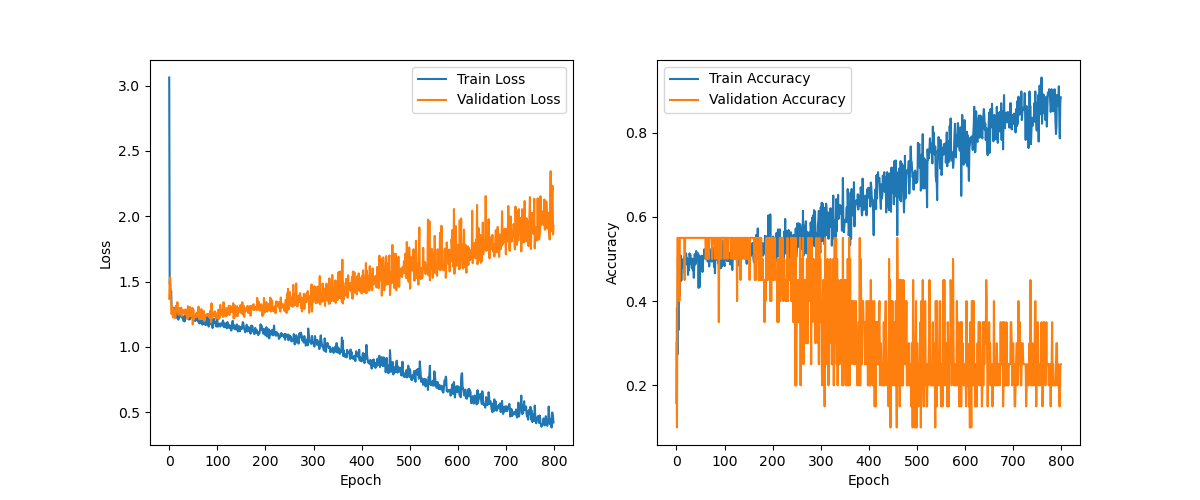 Train Loss
Validation Loss
3.0
2.5
2.0
1.5
1.0
0.5
Loss
0 100 200 300 400 500 600 700 800
Epoch
Train Accuracy
Validation Accuracy
0.8
0.6
0.4
0.2
Accuracy
0 100 200 300 400 500 600 700 800
Epoch